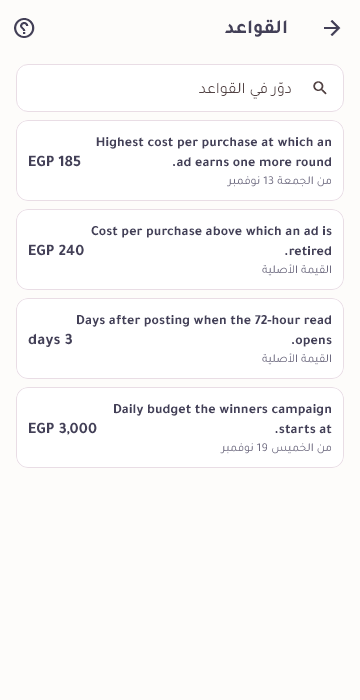 القواعد
دوّر في القواعد
Highest cost per purchase at which an
ad earns one more round.
EGP 185
من الجمعة 13 نوفمبر
Cost per purchase above which an ad is
retired.
EGP 240
القيمة الأصلية
Days after posting when the 72-hour read
opens.
3 days
القيمة الأصلية
Daily budget the winners campaign
starts at.
EGP 3,000
من الخميس 19 نوفمبر